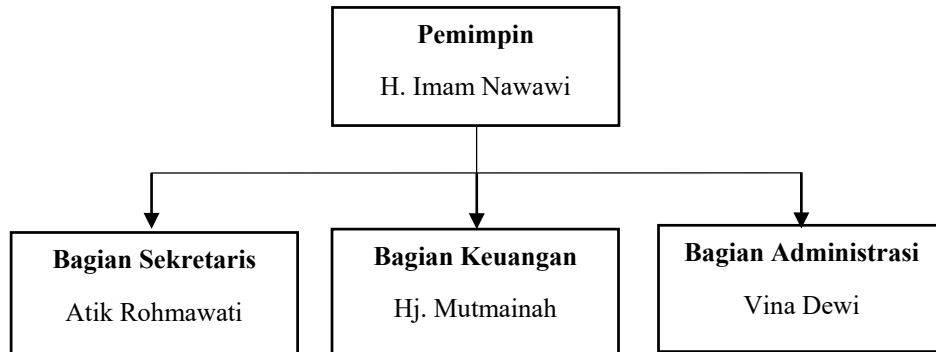 Pemimpin
H. Imam Nawawi
Bagian Sekretaris
Atik Rohmawati
Bagian Keuangan
Hj. Mutmainah
Bagian Administrasi
Vina Dewi